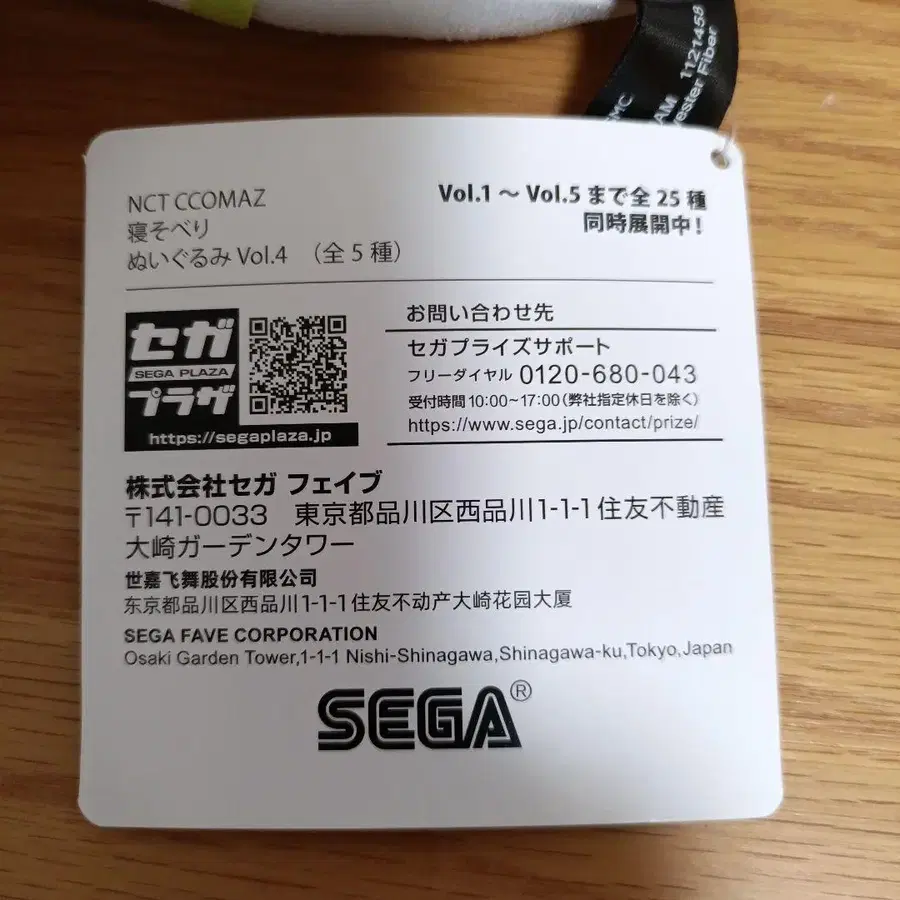 1121458
NCT CCOMAZ
寝そべり
ぬいぐるみ Vol.4 （全5種）
Vol.1 〜 Vol.5 まで全 25 種
同時展開中！
セガ
SEGA PLAZA
プラザ
https://segaplaza.jp
お問い合わせ先
セガプライズサポート
フリーダイヤル 0120-680-043
受付時間 10:00~17:00（弊社指定休日を除く）
https://www.sega.jp/contact/prize/
株式会社セガ フェイブ
〒141-0033 東京都品川区西品川1-1-1住友不動産
大崎ガーデンタワー
世嘉飞舞股份有限公司
东京都品川区西品川1-1-1住友不动产大崎花园大厦
SEGA FAVE CORPORATION
Osaki Garden Tower,1-1-1 Nishi-Shinagawa,Shinagawa-ku,Tokyo,Japan
SEGA®